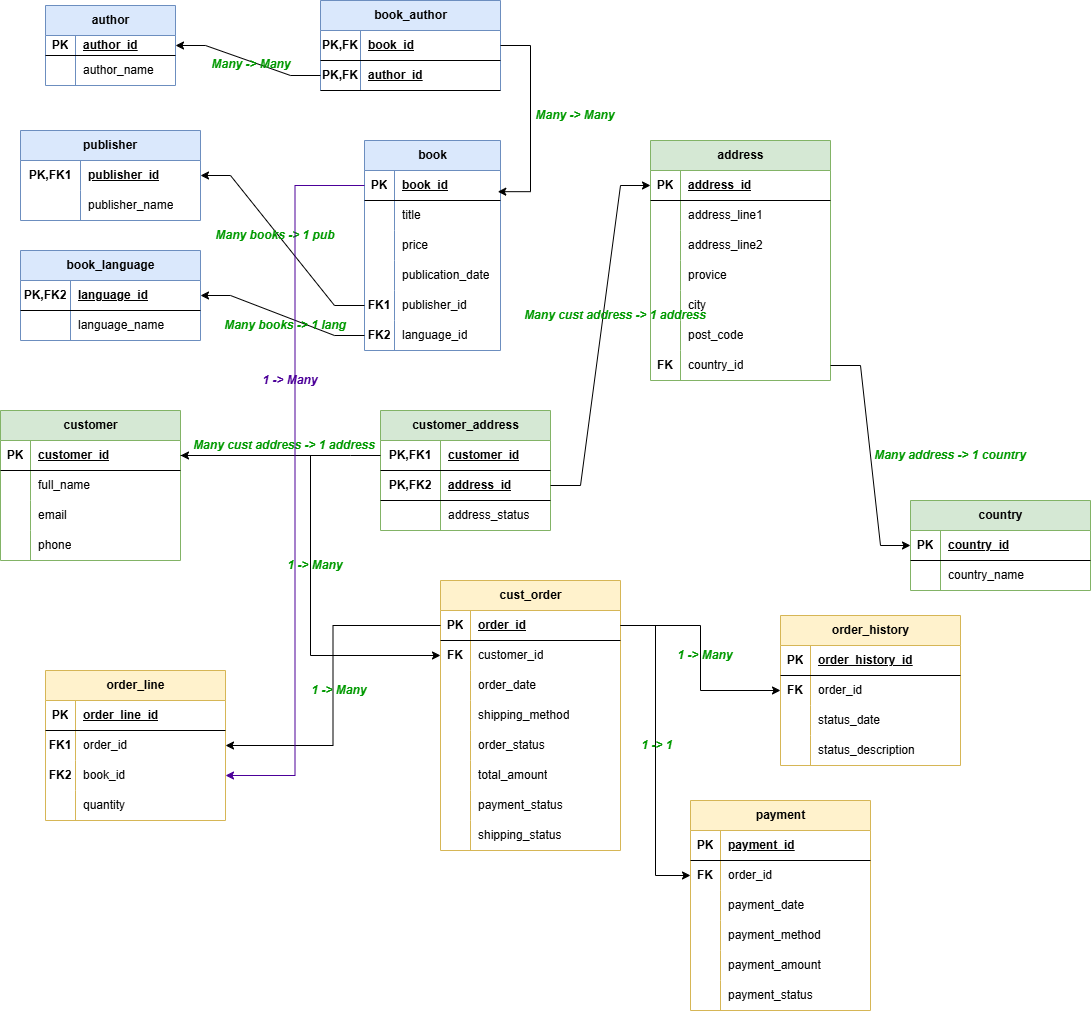 author
PK author_id
author_name
book_author
PK,FK book_id
PK,FK author_id
Many -> Many
Many -> Many
publisher
PK,FK1 publisher_id
publisher_name
book
PK book_id
title
price
publication_date
FK1 publisher_id
FK2 language_id
address
PK address_id
address_line1
address_line2
provice
city
post_code
FK country_id
Many books -> 1 pub
book_language
PK,FK2 language_id
language_name
Many books -> 1 lang
Many cust address -> 1 address
1 -> Many
customer
PK customer_id
full_name
email
phone
Many cust address -> 1 address
customer_address
PK,FK1 customer_id
PK,FK2 address_id
address_status
Many address -> 1 country
country
PK country_id
country_name
1 -> Many
cust_order
PK order_id
FK customer_id
order_date
shipping_method
order_status
total_amount
payment_status
shipping_status
1 -> Many
order_history
PK order_history_id
FK order_id
status_date
status_description
order_line
PK order_line_id
FK1 order_id
FK2 book_id
quantity
1 -> Many
1 -> 1
payment
PK payment_id
FK order_id
payment_date
payment_method
payment_amount
payment_status